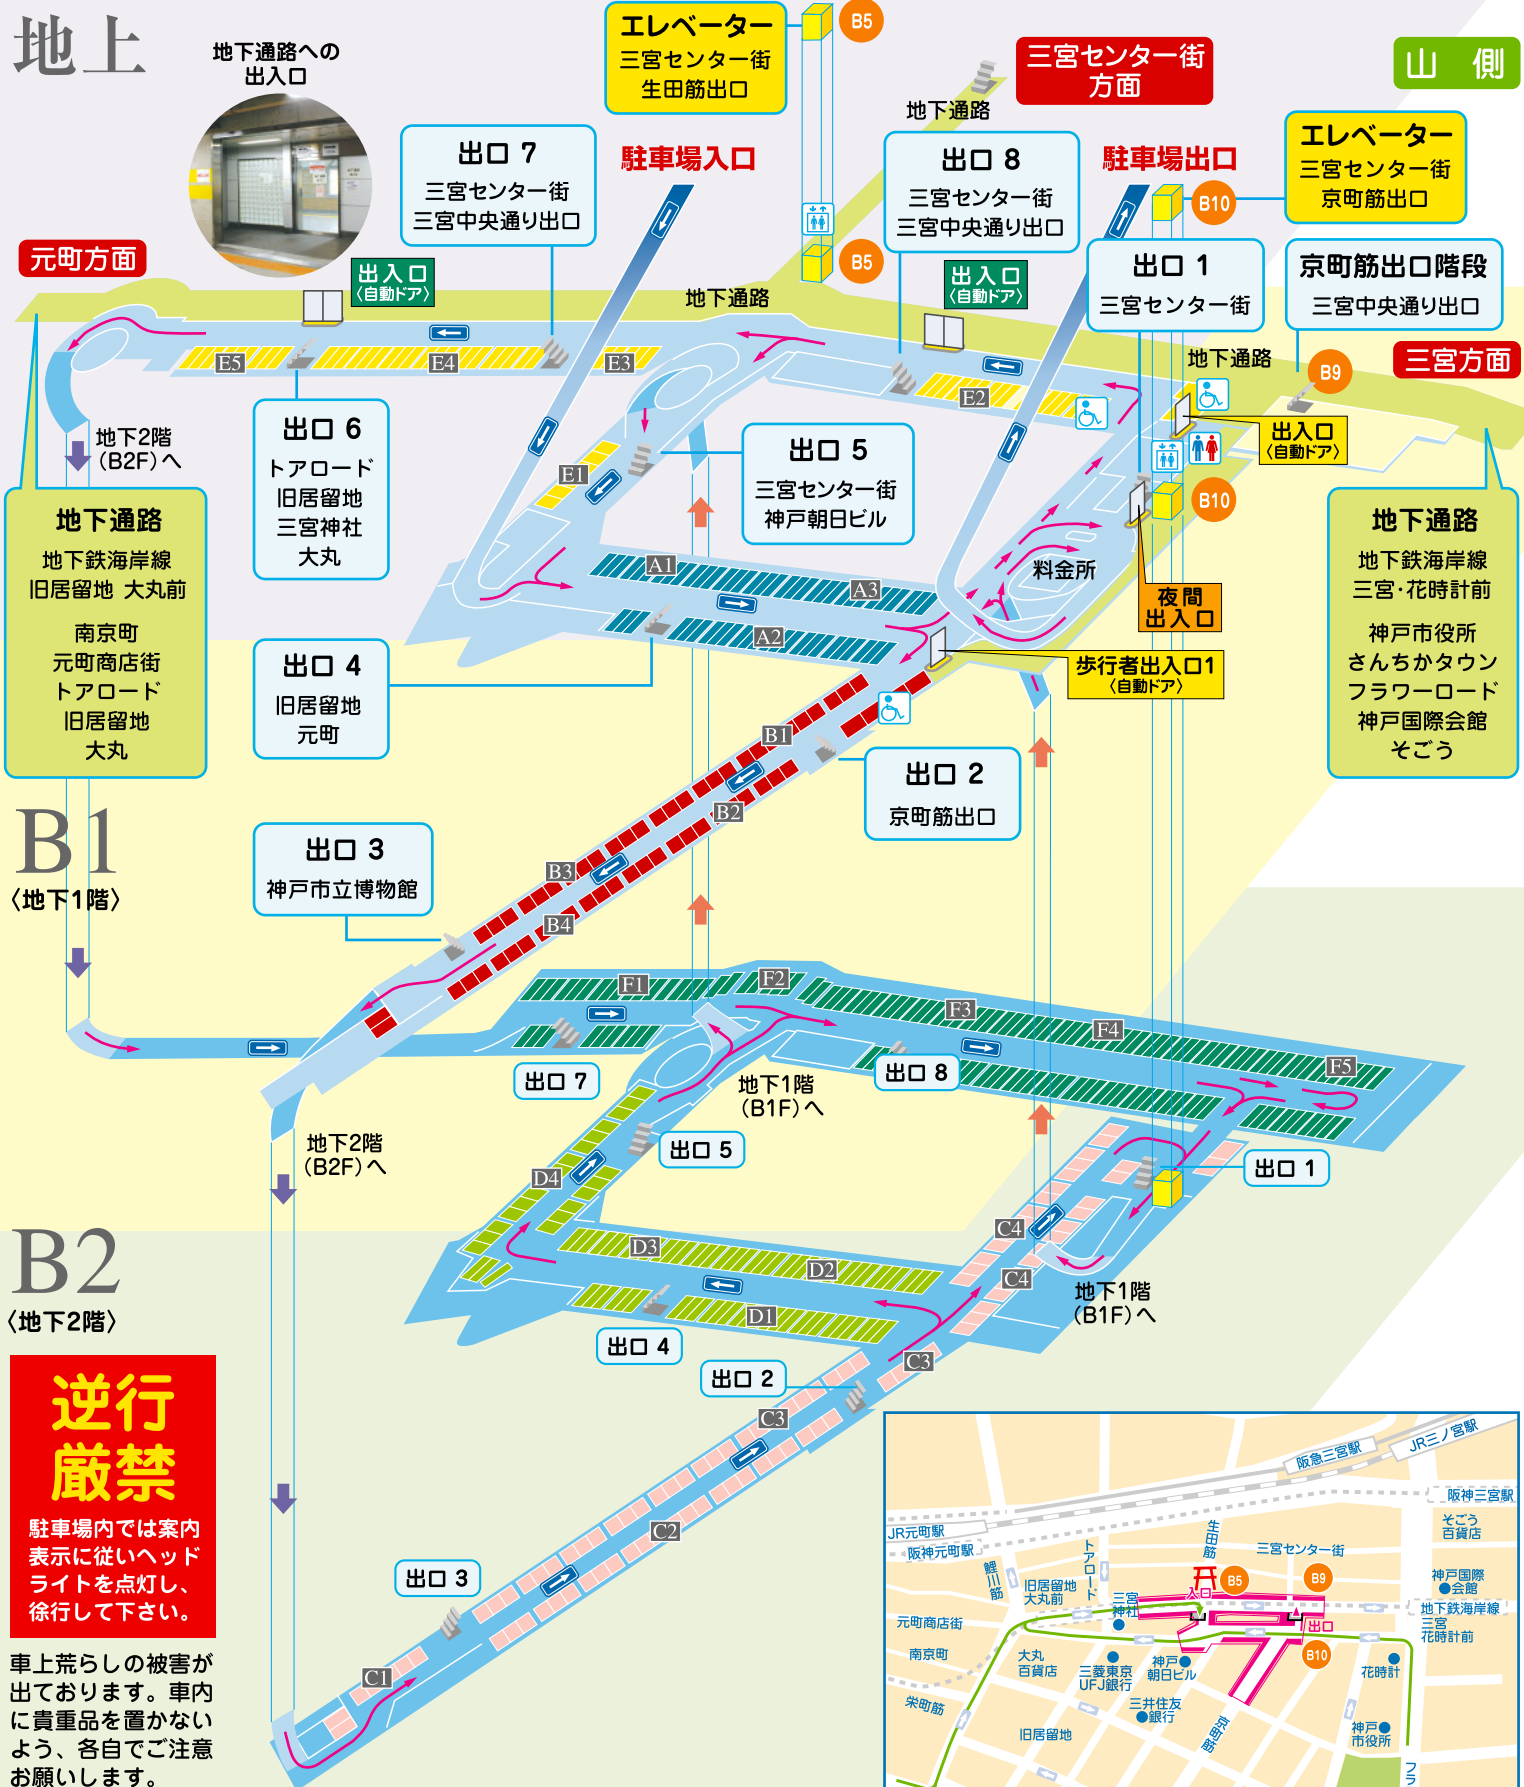 地上
地下通路への
出入口
エレベーター
三宮センター街
生田筋出口
B5
三宮センター街
方面
山 側
地下通路
出口 7
三宮センター街
三宮中央通り出口
駐車場入口
出口 8
三宮センター街
三宮中央通り出口
駐車場出口
エレベーター
三宮センター街
京町筋出口
B10
元町方面
出入口
〈自動ドア〉
B5
地下通路
出入口
〈自動ドア〉
出口 1
三宮センター街
京町筋出口階段
三宮中央通り出口
地下通路
B9
三宮方面
E5
E4
E3
E2
E1
出入口
〈自動ドア〉
B10
地下2階
(B2F)へ
出口 6
トアロード
旧居留地
三宮神社
大丸
出口 5
三宮センター街
神戸朝日ビル
地下通路
地下鉄海岸線
旧居留地 大丸前
南京町
元町商店街
トアロード
旧居留地
大丸
地下通路
地下鉄海岸線
三宮・花時計前
神戸市役所
さんちかタウン
フラワーロード
神戸国際会館
そごう
A1
A3
A2
料金所
夜間
出入口
歩行者出入口1
〈自動ドア〉
出口 4
旧居留地
元町
B1
B2
B3
B4
出口 2
京町筋出口
B1
〈地下1階〉
出口 3
神戸市立博物館
F1
F2
F3
F4
F5
出口 7
出口 8
地下1階
(B1F)へ
出口 5
出口 1
地下2階
(B2F)へ
D4
D3
D2
D1
C4
C4
地下1階
(B1F)へ
B2
〈地下2階〉
出口 4
出口 2
C3
C3
C2
出口 3
C1
逆行
厳禁
駐車場内では案内
表示に従いヘッド
ライトを点灯し、
徐行して下さい。
車上荒らしの被害が
出ております。車内
に貴重品を置かない
よう、各自でご注意
お願いします。
JR三ノ宮駅
阪急三宮駅
阪神三宮駅
JR元町駅
阪神元町駅
そごう
百貨店
生田筋
三宮センター街
トアロード
鯉川筋
旧居留地
大丸前
三宮
神社
入口
B5
B9
神戸国際
会館
地下鉄海岸線
三宮
花時計前
元町商店街
出口
南京町
大丸
百貨店
三菱東京
UFJ銀行
神戸
朝日ビル
B10
花時計
栄町筋
三井住友
銀行
旧居留地
京町筋
神戸
市役所
フラ